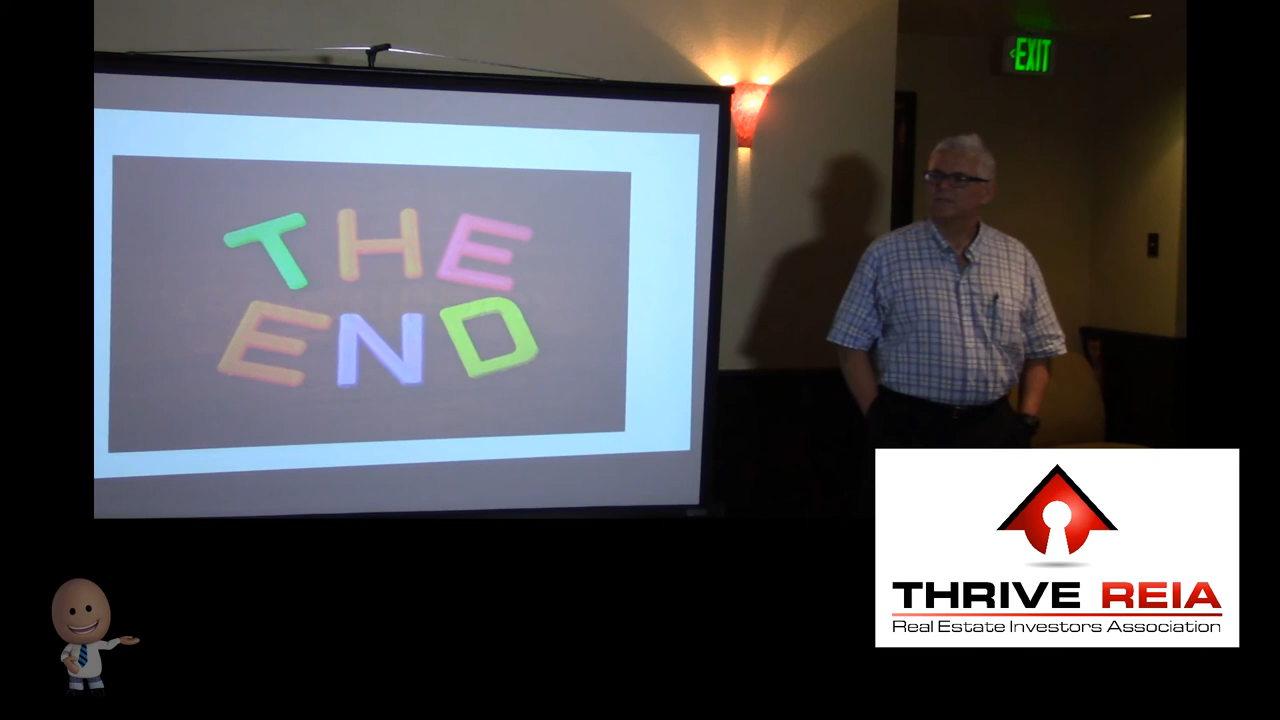 EXIT
THE
END
THRIVE REIA
Real Estate Investors Association